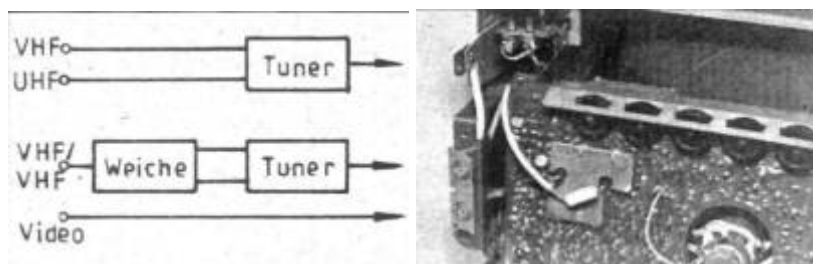 VHF
UHF
Tuner
VHF/
VHF
Weiche
Tuner
Video